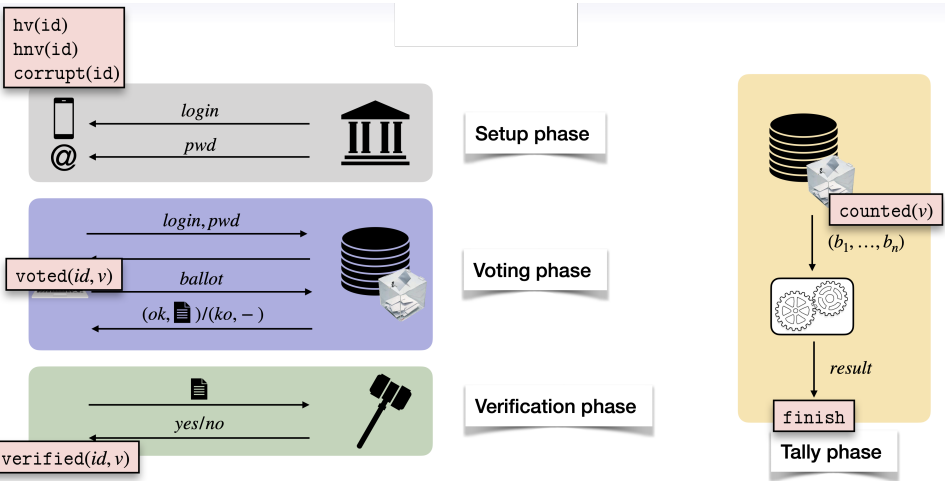 hv(id)
hnv(id)
corrupt(id)
login
pwd
@
Setup phase
login, pwd
voted(id, v)
ballot
(ok, )/(ko, − )
Voting phase
yes/no
verified(id, v)
Verification phase
counted(v)
(b₁, …, bₙ)
result
finish
Tally phase